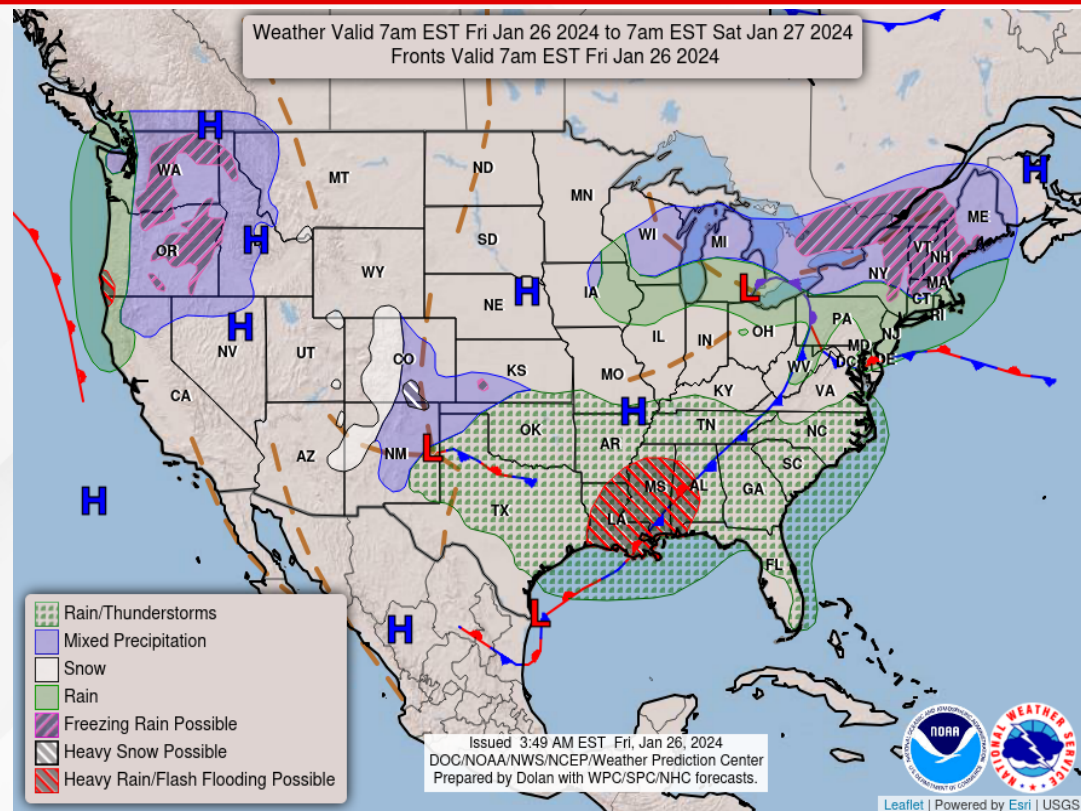 Weather Valid 7am EST Fri Jan 26 2024 to 7am EST Sat Jan 27 2024
Fronts Valid 7am EST Fri Jan 26 2024
H
H
WA
MT
ND
MN
ME
SD
WI
MI
VT
NH
OR
H
NY
MA
WY
NE
H
IA
L
CT
RI
PA
H
NV
UT
CO
IL
IN
OH
NJ
MD
DE
DC
WV
KS
MO
KY
VA
CA
H
TN
NC
AZ
NM
L
OK
AR
SC
H
TX
MS
AL
GA
LA
FL
L
H
Rain/Thunderstorms
Mixed Precipitation
Snow
Rain
Freezing Rain Possible
Heavy Snow Possible
Heavy Rain/Flash Flooding Possible
Issued 3:49 AM EST Fri, Jan 26, 2024
DOC/NOAA/NWS/NCEP/Weather Prediction Center
Prepared by Dolan with WPC/SPC/NHC forecasts.
NOAA
NATIONAL WEATHER SERVICE
Leaflet | Powered by Esri | USGS